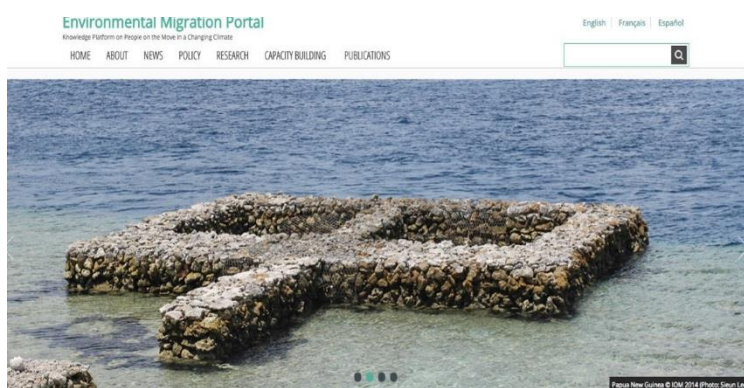 Environmental Migration Portal
Knowledge Platform on People on the Move in a Changing Climate
English Français Español
HOME ABOUT NEWS POLICY RESEARCH CAPACITY BUILDING PUBLICATIONS
Papua New Guinea © IOM 2014 (Photo: Sieun Le